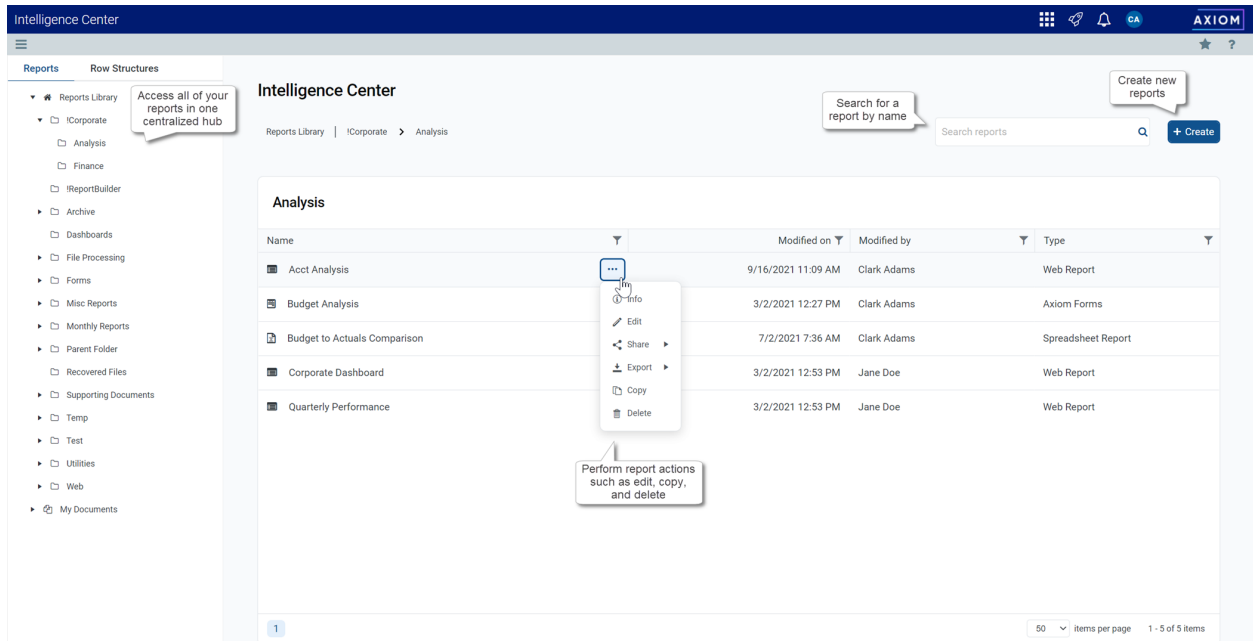 Intelligence Center
CA
AXIOM
?
Reports Row Structures
Reports Library
!Corporate
Analysis
Finance
!ReportBuilder
Archive
Dashboards
File Processing
Forms
Misc Reports
Monthly Reports
Parent Folder
Recovered Files
Supporting Documents
Temp
Test
Utilities
Web
My Documents
Access all of your
reports in one
centralized hub
Intelligence Center
Reports Library | !Corporate > Analysis
Search for a
report by name
Search reports
Create new
reports
+ Create
Analysis
Name Modified on Modified by Type
Acct Analysis ... 9/16/2021 11:09 AM Clark Adams Web Report
Budget Analysis 3/2/2021 12:27 PM Clark Adams Axiom Forms
Budget to Actuals Comparison 7/2/2021 7:36 AM Clark Adams Spreadsheet Report
Corporate Dashboard 3/2/2021 12:53 PM Jane Doe Web Report
Quarterly Performance 3/2/2021 12:53 PM Jane Doe Web Report
Info
Edit
Share
Export
Copy
Delete
Perform report actions
such as edit, copy,
and delete
1
50 items per page 1 - 5 of 5 items